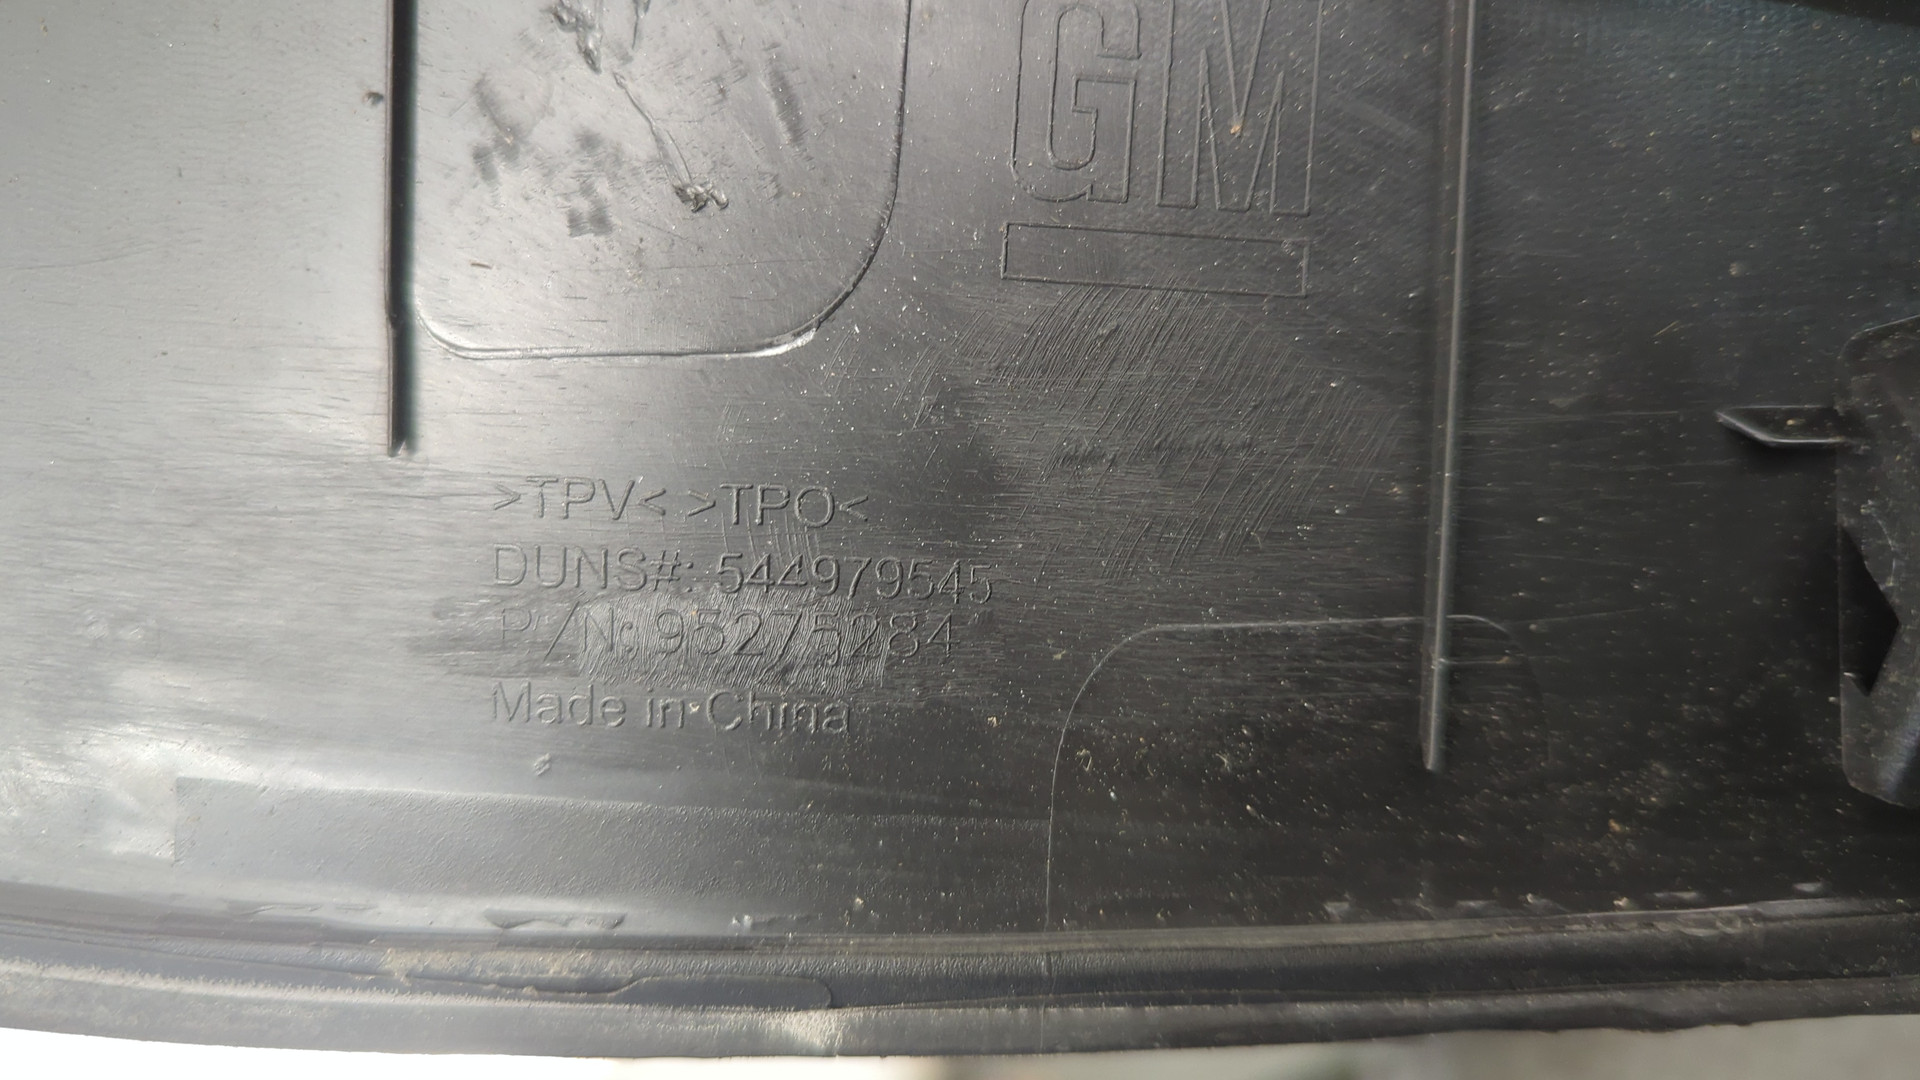 GM
>TPV< >TPO<
DUNS#: 544979545
P/N: 95275284
Made in China